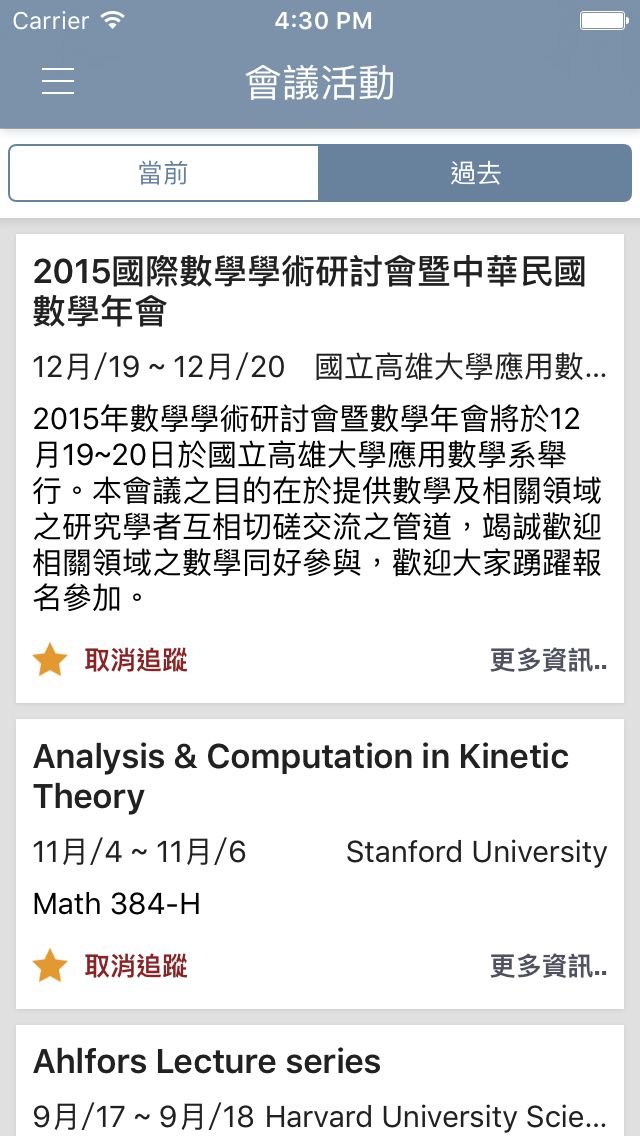 Carrier 4:30 PM
會議活動
當前 過去
2015國際數學學術研討會暨中華民國
數學年會
12月/19 ~ 12月/20 國立高雄大學應用數...
2015年數學學術研討會暨數學年會將於12
月19~20日於國立高雄大學應用數學系舉
行。本會議之目的在於提供數學及相關領域
之研究學者互相切磋交流之管道，竭誠歡迎
相關領域之數學同好參與，歡迎大家踴躍報
名參加。
取消追蹤 更多資訊..
Analysis & Computation in Kinetic
Theory
11月/4 ~ 11月/6 Stanford University
Math 384-H
取消追蹤 更多資訊..
Ahlfors Lecture series
9月/17 ~ 9月/18 Harvard University Scie...